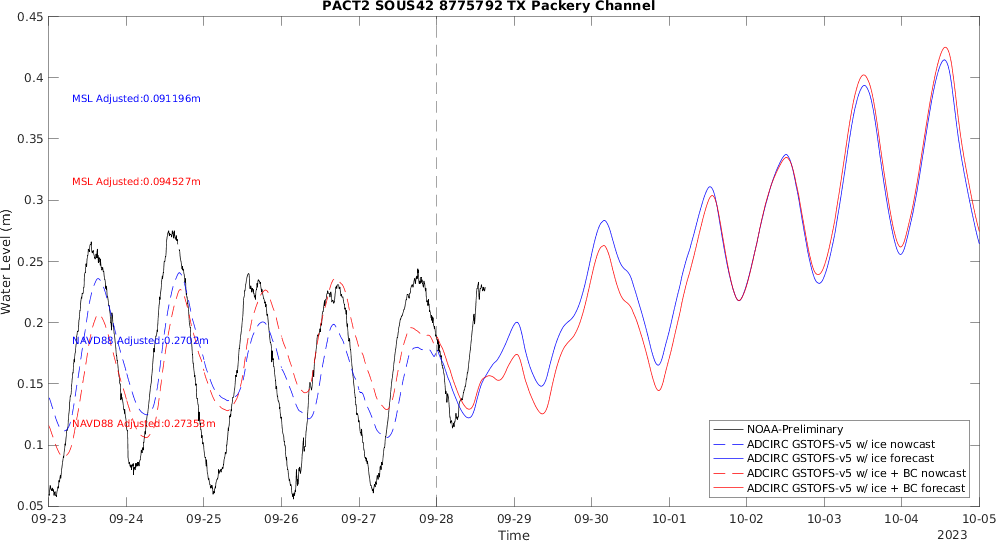 PACT2 SOUS42 8775792 TX Packery Channel
Water Level (m)
0.45
0.4
0.35
0.3
0.25
0.2
0.15
0.1
0.05
MSL Adjusted:0.091196m
MSL Adjusted:0.094527m
NAVD88 Adjusted:0.2702m
NAVD88 Adjusted:0.27353m
NOAA-Preliminary
ADCIRC GSTOFS-v5 w/ ice nowcast
ADCIRC GSTOFS-v5 w/ ice forecast
ADCIRC GSTOFS-v5 w/ ice + BC nowcast
ADCIRC GSTOFS-v5 w/ ice + BC forecast
09-23 09-24 09-25 09-26 09-27 09-28 09-29 09-30 10-01 10-02 10-03 10-04 10-05
Time
2023